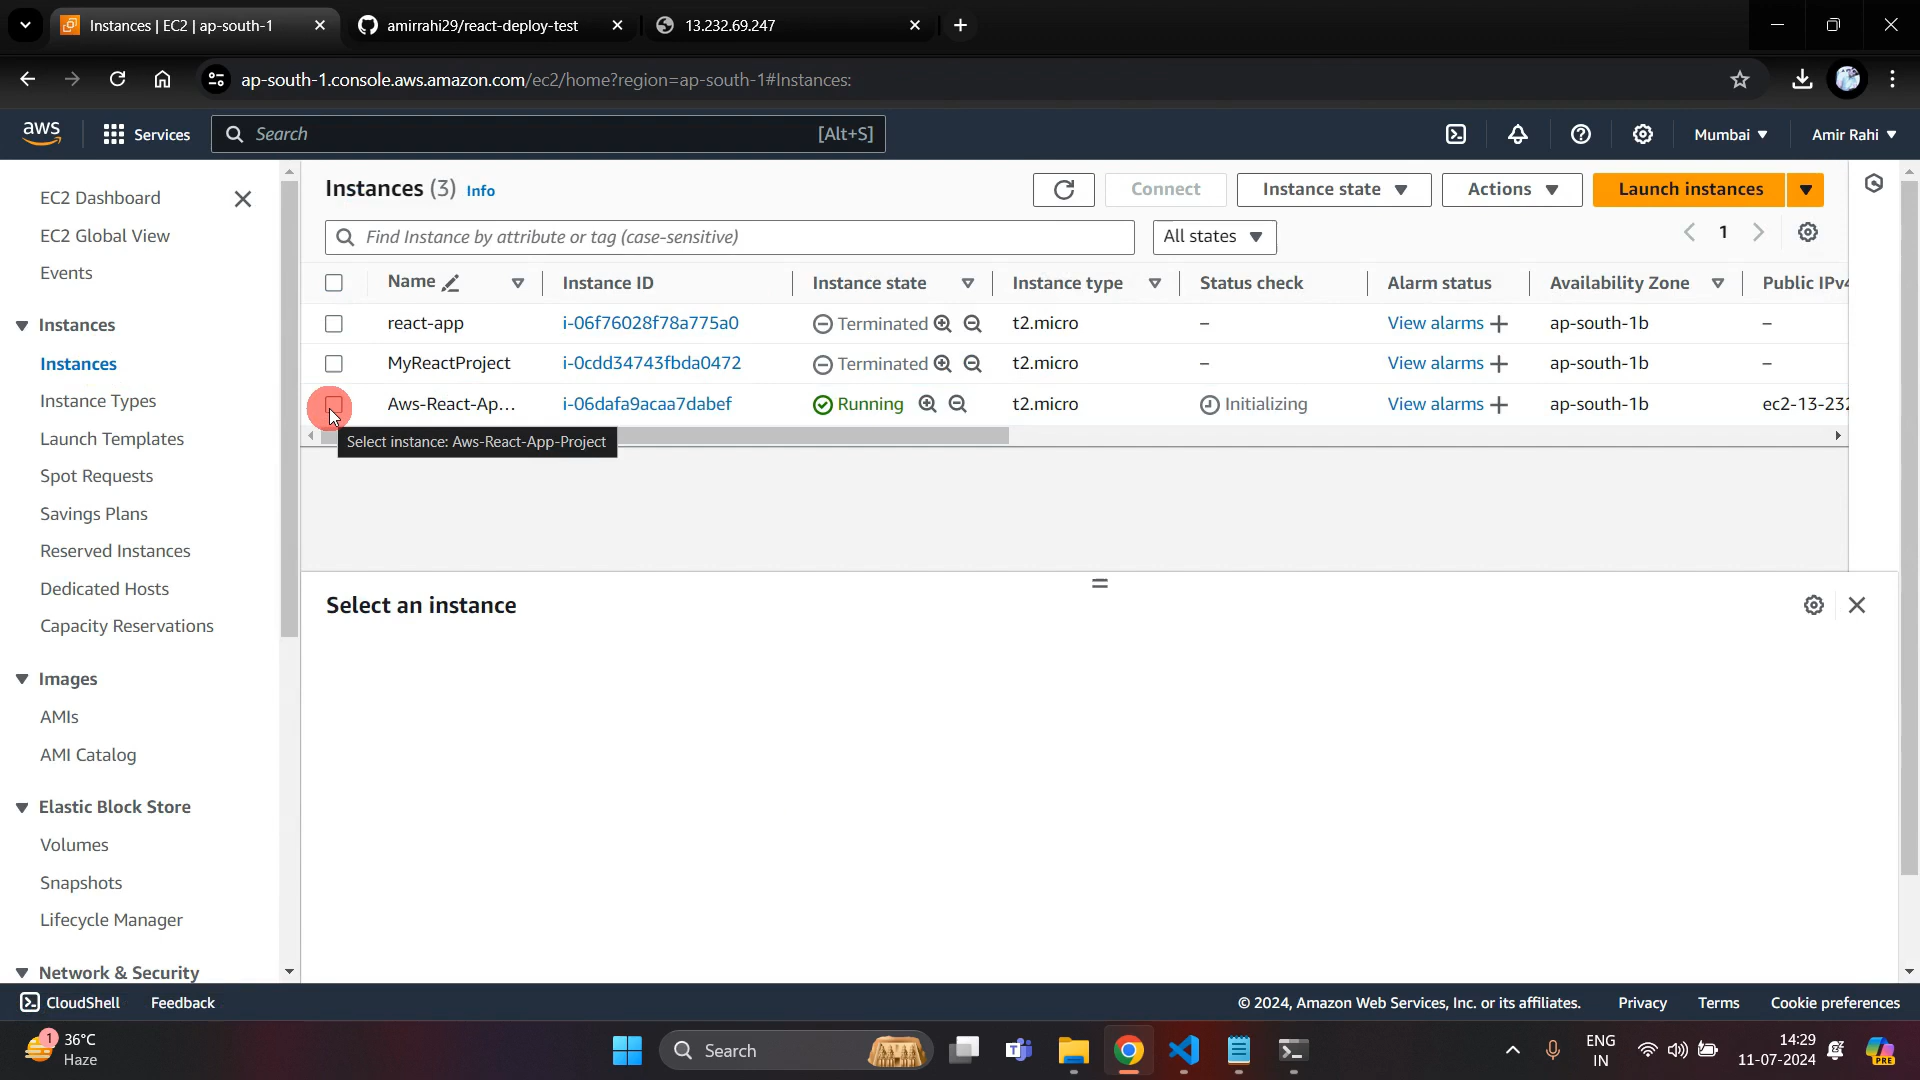 Instances | EC2 | ap-south-1
amirrahi29/react-deploy-test
13.232.69.247
ap-south-1.console.aws.amazon.com/ec2/home?region=ap-south-1#Instances:
aws
Services
Search
[Alt+S]
Mumbai
Amir Rahi
EC2 Dashboard
EC2 Global View
Events
Instances
Instances
Instance Types
Launch Templates
Spot Requests
Savings Plans
Reserved Instances
Dedicated Hosts
Capacity Reservations
Images
AMIs
AMI Catalog
Elastic Block Store
Volumes
Snapshots
Lifecycle Manager
Network & Security
Instances (3) Info
Connect
Instance state
Actions
Launch instances
Find Instance by attribute or tag (case-sensitive)
All states
1
Name Instance ID Instance state Instance type Status check Alarm status Availability Zone Public IPv4
react-app i-06f76028f78a775a0 Terminated t2.micro – View alarms ap-south-1b –
MyReactProject i-0cdd34743fbda0472 Terminated t2.micro – View alarms ap-south-1b –
Aws-React-Ap... i-06dafa9acaa7dabef Running t2.micro Initializing View alarms ap-south-1b ec2-13-232
Select instance: Aws-React-App-Project
Select an instance
CloudShell
Feedback
© 2024, Amazon Web Services, Inc. or its affiliates.
Privacy
Terms
Cookie preferences
1
36°C
Haze
Search
ENG
IN
14:29
11-07-2024
PRE